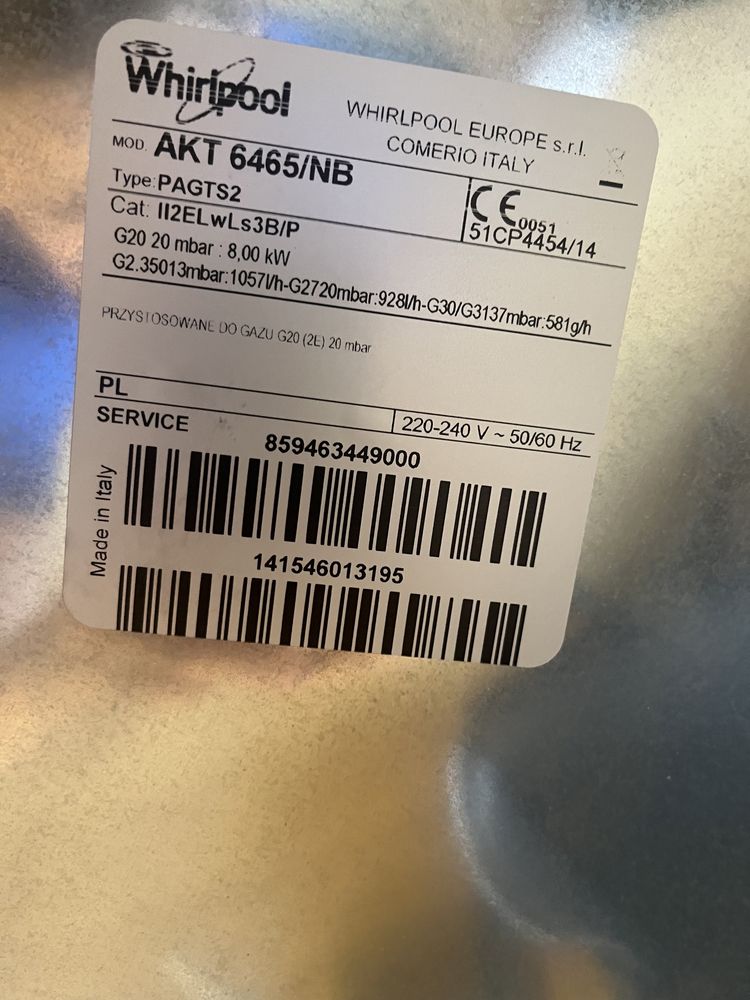 Whirlpool
WHIRLPOOL EUROPE s.r.l.
COMERIO ITALY
MOD. AKT 6465/NB
Type:PAGTS2
CE 0051
51CP4454/14
Cat: II2ELwLs3B/P
G20 20 mbar : 8,00 kW
G2.35013mbar:1057l/h-G2720mbar:928l/h-G30/G3137mbar:581g/h
PRZYSTOSOWANE DO GAZU G20 (2E) 20 mbar
PL
SERVICE
220-240 V ~ 50/60 Hz
859463449000
Made in Italy
141546013195